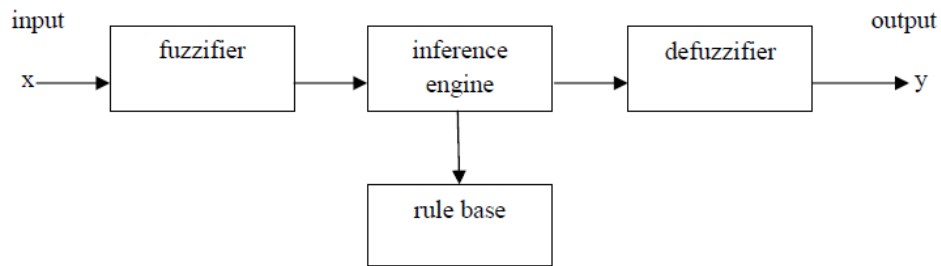 input
output
fuzzifier
inference
engine
defuzzifier
x
y
rule base